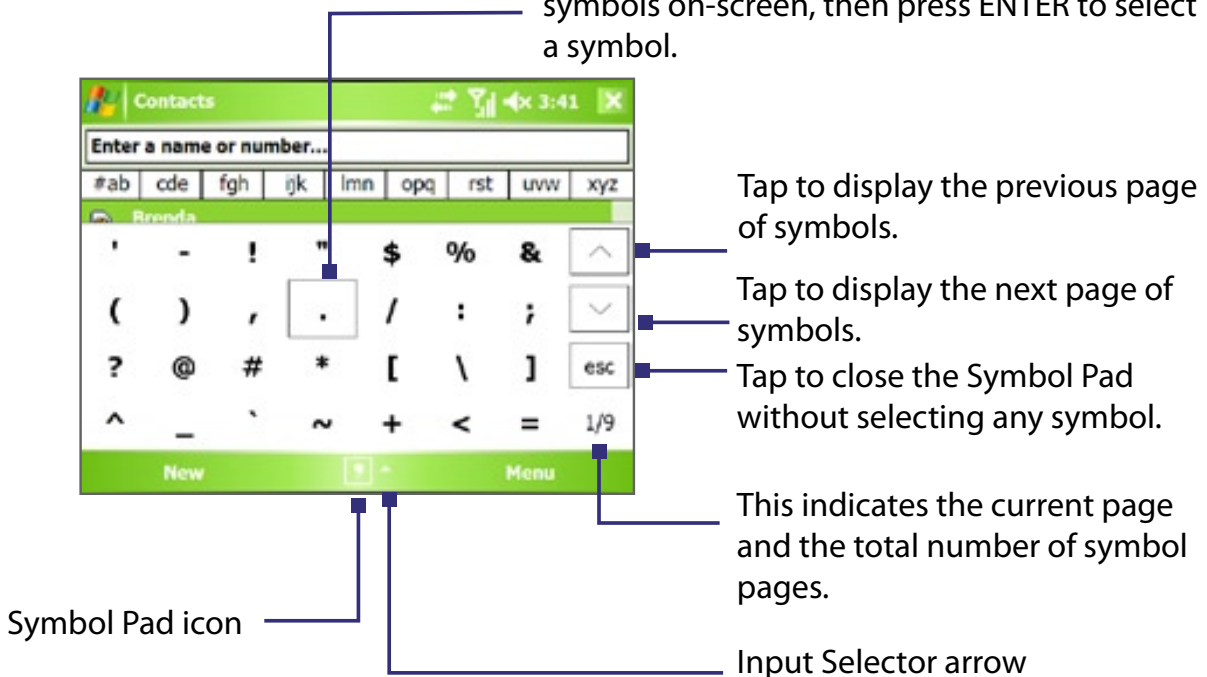 symbols on-screen, then press ENTER to select
a symbol.
Contacts 3:41
Enter a name or number...
#ab cde fgh ijk lmn opq rst uvw xyz
Brenda
' - ! " $ % &
( ) , . / : ;
? @ # * [ \ ] esc
^ _ ` ~ + < = 1/9
New Menu
Tap to display the previous page
of symbols.
Tap to display the next page of
symbols.
Tap to close the Symbol Pad
without selecting any symbol.
This indicates the current page
and the total number of symbol
pages.
Symbol Pad icon
Input Selector arrow